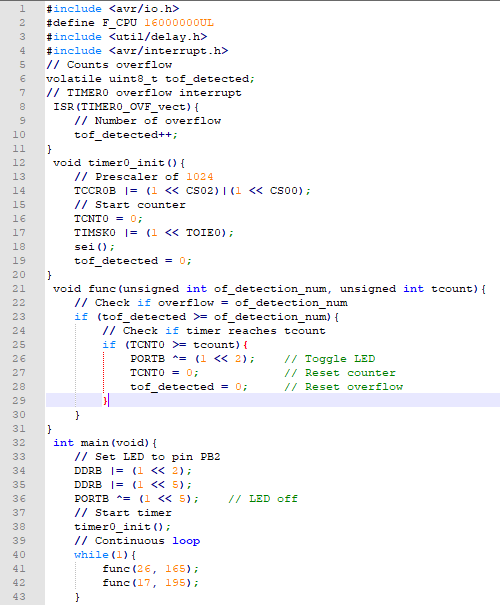 1 #include <avr/io.h>
2 #define F_CPU 16000000UL
3 #include <util/delay.h>
4 #include <avr/interrupt.h>
5 // Counts overflow
6 volatile uint8_t tof_detected;
7 // TIMER0 overflow interrupt
8 ISR(TIMER0_OVF_vect){
9 // Number of overflow
10 tof_detected++;
11 }
12 void timer0_init(){
13 // Prescaler of 1024
14 TCCR0B |= (1 << CS02)|(1 << CS00);
15 // Start counter
16 TCNT0 = 0;
17 TIMSK0 |= (1 << TOIE0);
18 sei();
19 tof_detected = 0;
20 }
21 void func(unsigned int of_detection_num, unsigned int tcount){
22 // Check if overflow = of_detection_num
23 if (tof_detected >= of_detection_num){
24 // Check if timer reaches tcount
25 if (TCNT0 >= tcount){
26 PORTB ^= (1 << 2); // Toggle LED
27 TCNT0 = 0; // Reset counter
28 tof_detected = 0; // Reset overflow
29 }
30 }
31 }
32 int main(void){
33 // Set LED to pin PB2
34 DDRB |= (1 << 2);
35 DDRB |= (1 << 5);
36 PORTB ^= (1 << 5); // LED off
37 // Start timer
38 timer0_init();
39 // Continuous loop
40 while(1){
41 func(26, 165);
42 func(17, 195);
43 }